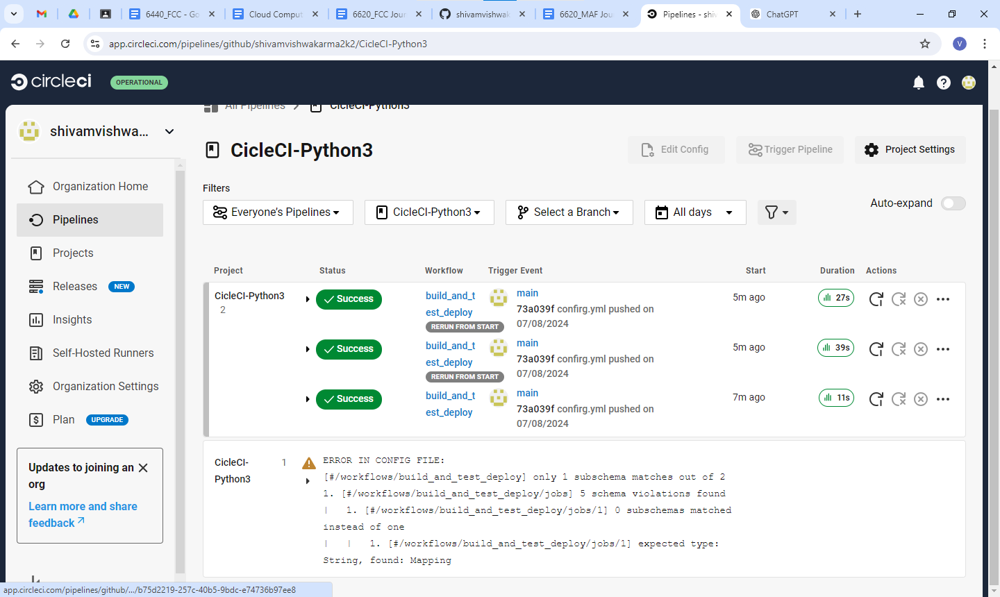 6440_FCC - Go
Cloud Comput
6620_FCC Jour
shivamvishwak
6620_MAF Jou
Pipelines - shiv
ChatGPT
app.circleci.com/pipelines/github/shivamvishwakarma2k2/CicleCI-Python3
V
circleci
OPERATIONAL
All Pipelines
CicleCI-Python3
shivamvishwa...
CicleCI-Python3
Edit Config
Trigger Pipeline
Project Settings
Organization Home
Pipelines
Projects
Releases NEW
Insights
Self-Hosted Runners
Organization Settings
Plan UPGRADE
Updates to joining an
org
Learn more and share
feedback
Filters
Everyone's Pipelines
CicleCI-Python3
Select a Branch
All days
Auto-expand
Project Status Workflow Trigger Event Start Duration Actions
CicleCI-Python3
2
Success
build_and_t
est_deploy
RERUN FROM START
main
73a039f confirg.yml pushed on
07/08/2024
5m ago
27s
Success
build_and_t
est_deploy
RERUN FROM START
main
73a039f confirg.yml pushed on
07/08/2024
5m ago
39s
Success
build_and_t
est_deploy
main
73a039f confirg.yml pushed on
07/08/2024
7m ago
11s
CicleCI-
Python3
1
ERROR IN CONFIG FILE:
[#/workflows/build_and_test_deploy] only 1 subschema matches out of 2
1. [#/workflows/build_and_test_deploy/jobs] 5 schema violations found
| 1. [#/workflows/build_and_test_deploy/jobs/1] 0 subschemas matched
instead of one
| | 1. [#/workflows/build_and_test_deploy/jobs/1] expected type:
String, found: Mapping
app.circleci.com/pipelines/github/.../b75d2219-257c-40b5-9bdc-e74736b97ee8